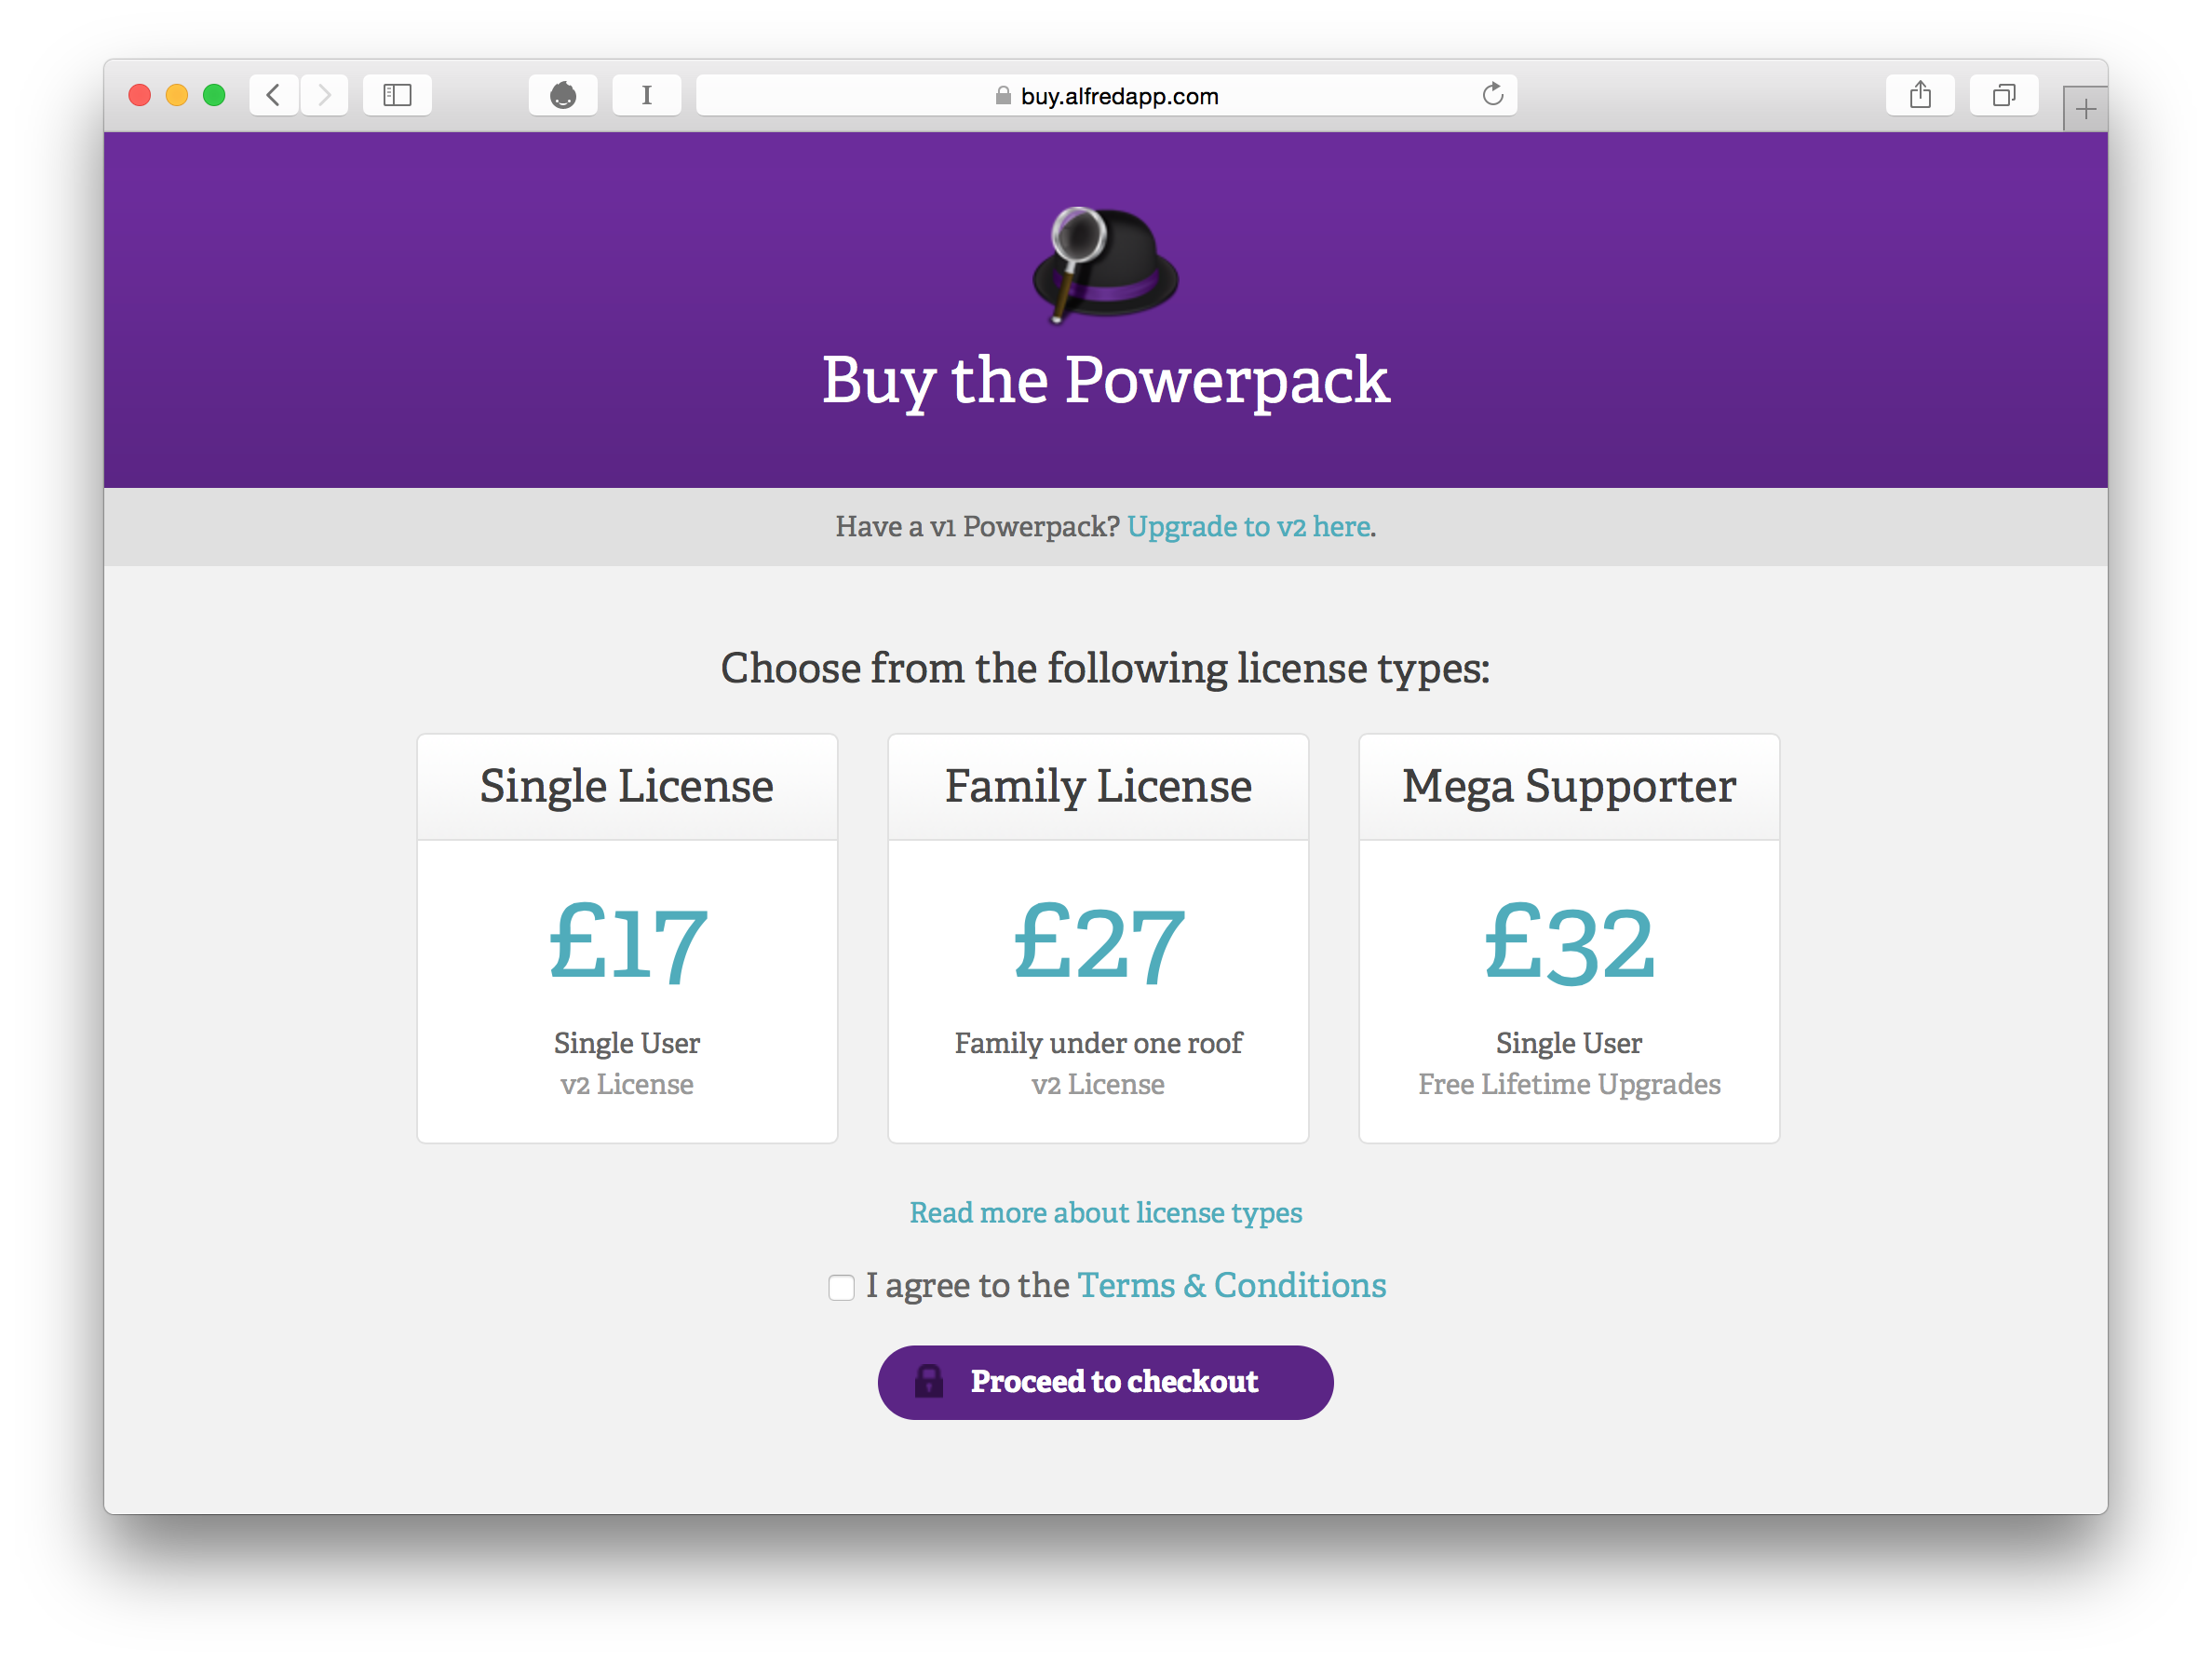 buy.alfredapp.com
Buy the Powerpack
Have a v1 Powerpack? Upgrade to v2 here.
Choose from the following license types:
Single License
£17
Single User
v2 License
Family License
£27
Family under one roof
v2 License
Mega Supporter
£32
Single User
Free Lifetime Upgrades
Read more about license types
I agree to the Terms & Conditions
Proceed to checkout